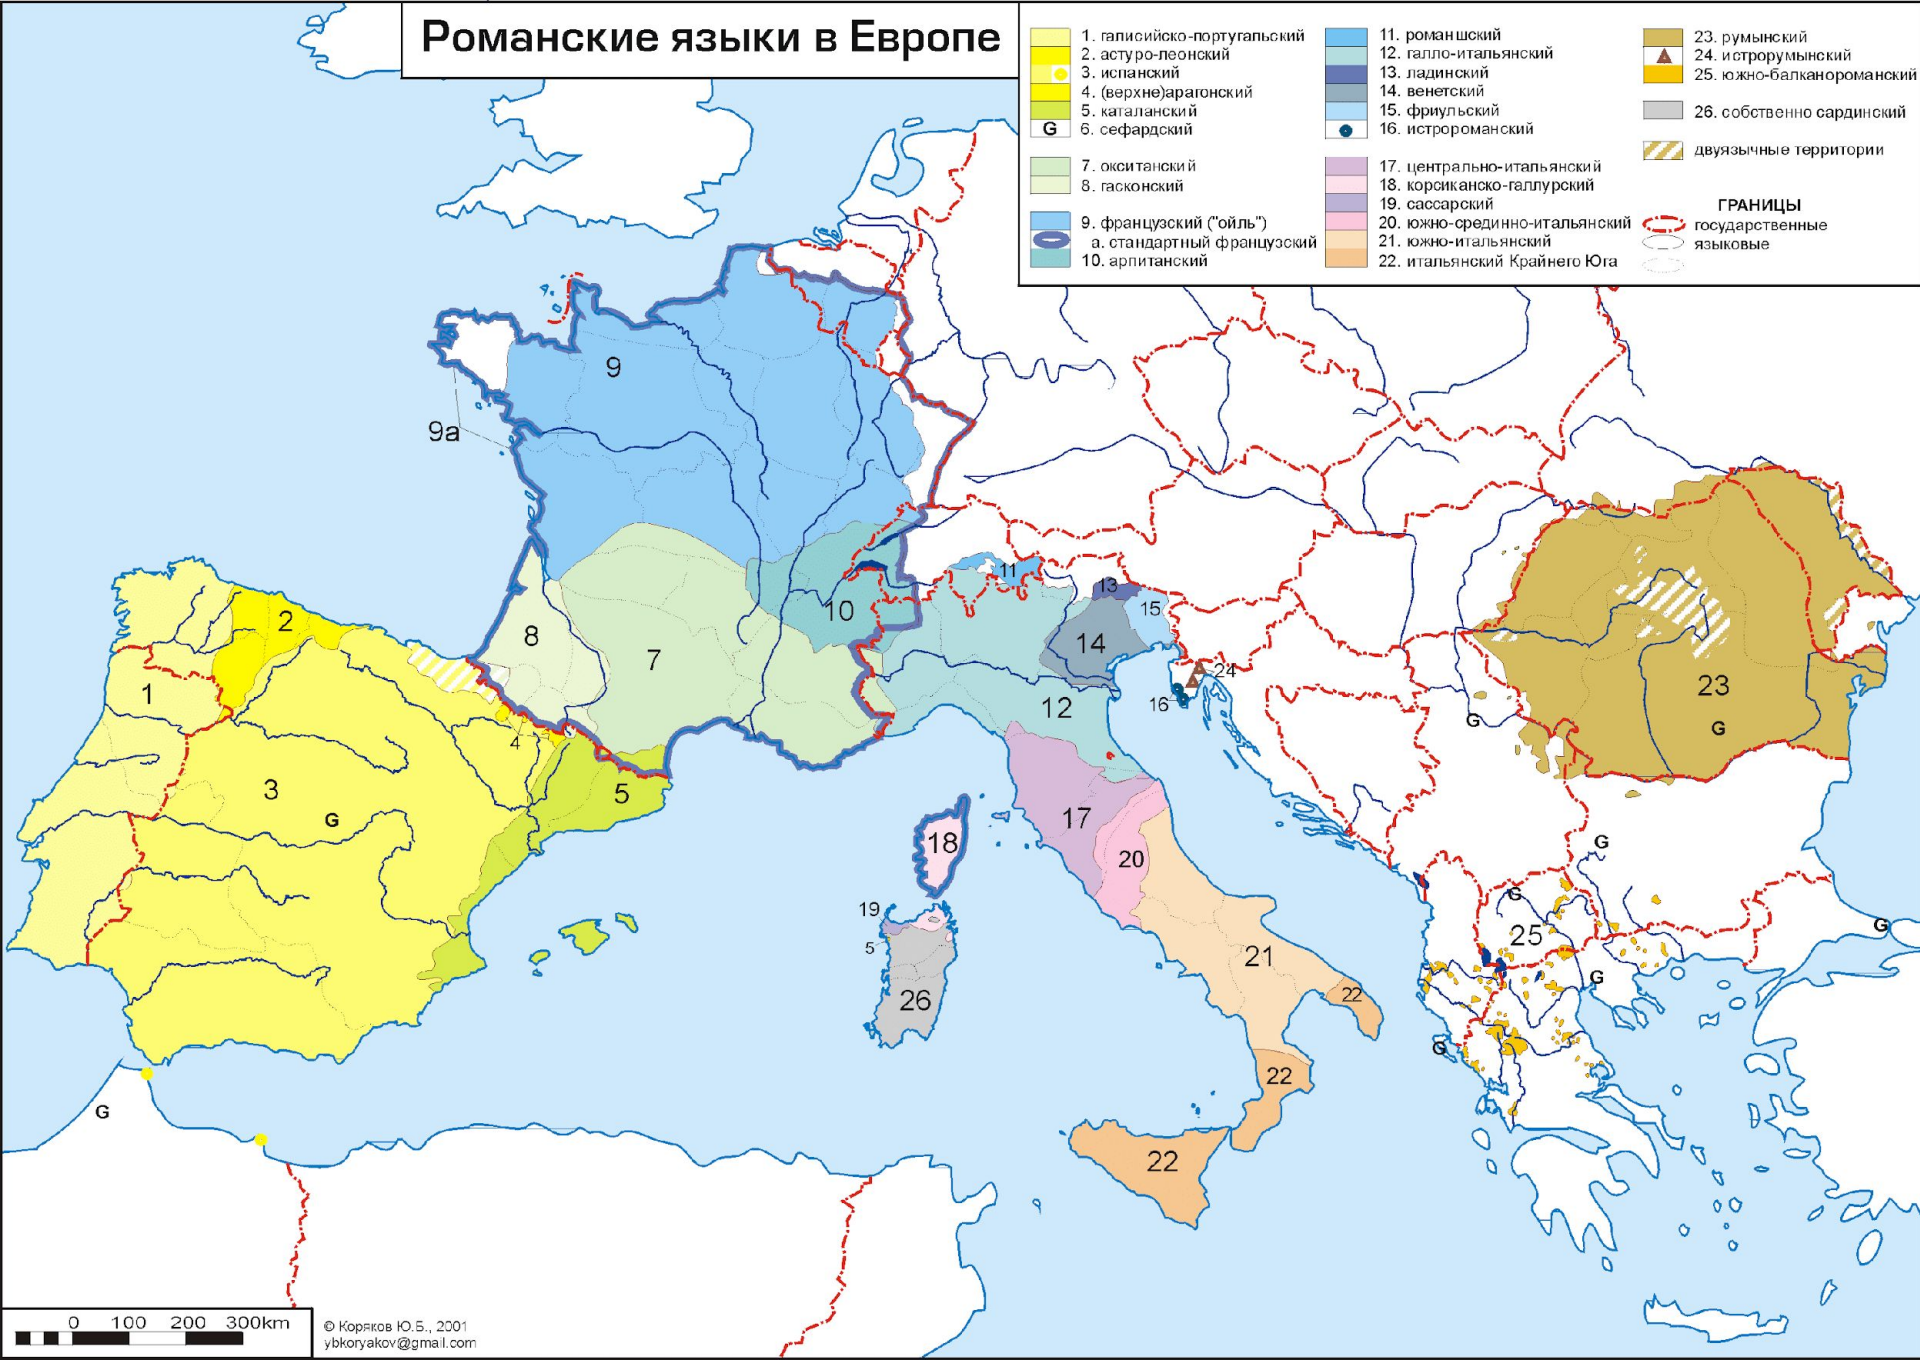 Романские языки в Европе
1. галисийско-португальский
2. астуро-леонский
3. испанский
4. (верхне)арагонский
5. каталанский
G 6. сефардский
7. окситанский
8. гасконский
9. французский ("ойль")
а. стандартный французский
10. арпитанский
11. романшский
12. галло-итальянский
13. ладинский
14. венетский
15. фриульский
16. истророманский
17. центрально-итальянский
18. корсиканско-галлурский
19. сассарский
20. южно-срединно-итальянский
21. южно-итальянский
22. итальянский Крайнего Юга
23. румынский
24. истрорумынский
25. южно-балканороманский
26. собственно сардинский
двуязычные территории
ГРАНИЦЫ
государственные
языковые
9
9а
11
13
15
10
2
8
14
7
1
24
23
16
12
G
G
4
3
5
G
17
18
20
G
G
19
25
G
5
21
G
26
22
G
22
G
22
0 100 200 300km
© Коряков Ю.Б., 2001
ybkoryakov@gmail.com